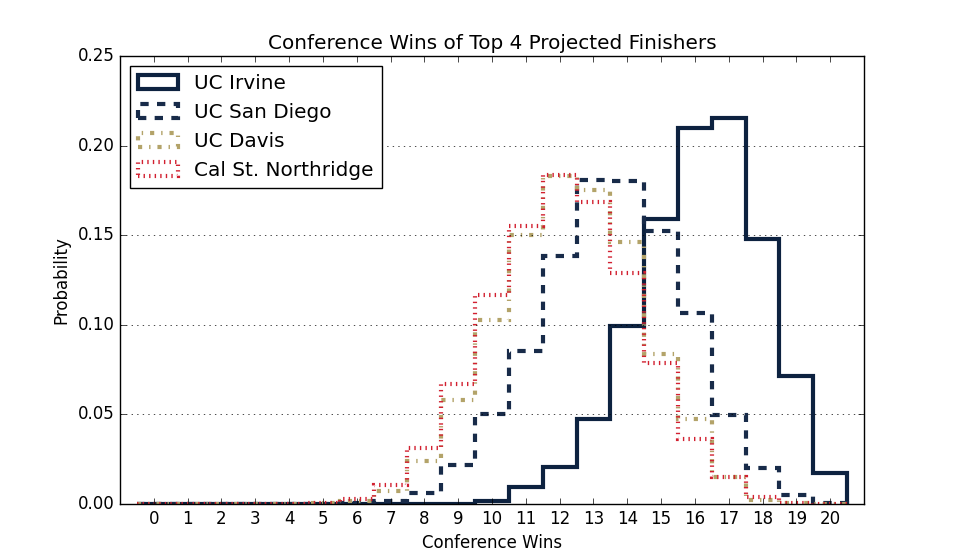 Conference Wins of Top 4 Projected Finishers
0.25
0.20
0.15
0.10
0.05
0.00
Probability
UC Irvine
UC San Diego
UC Davis
Cal St. Northridge
0 1 2 3 4 5 6 7 8 9 10 11 12 13 14 15 16 17 18 19 20
Conference Wins